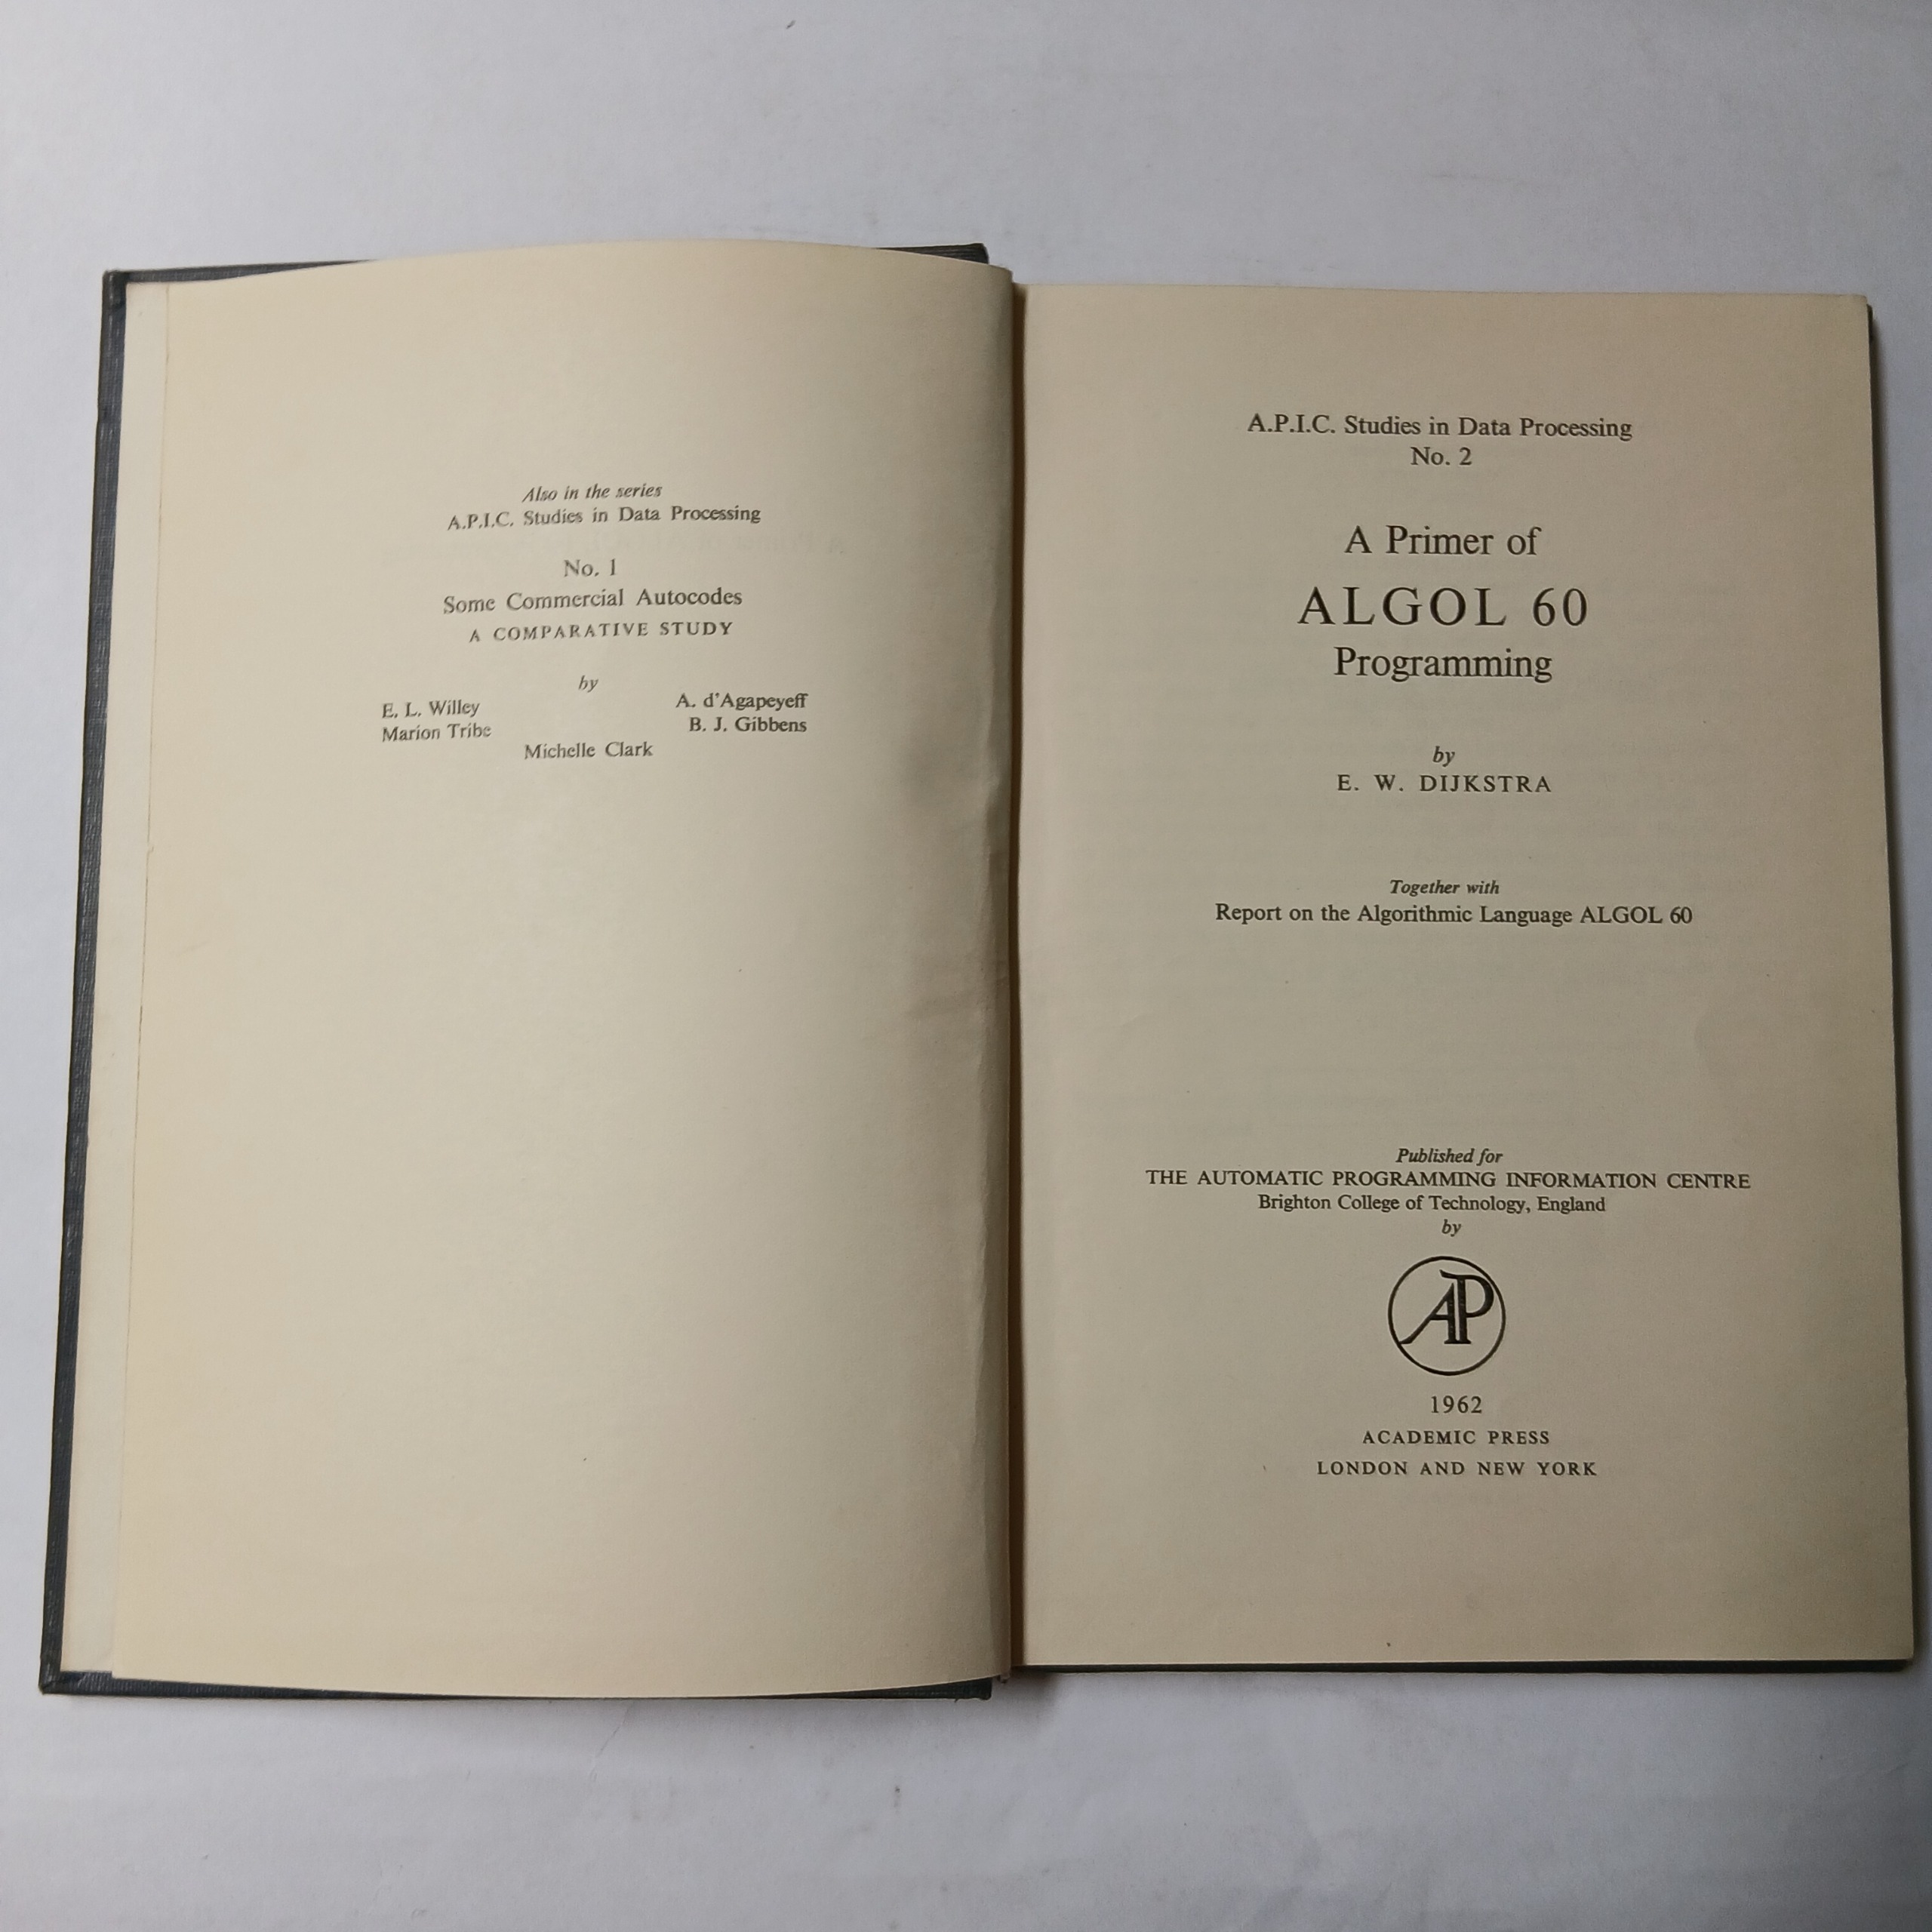 Also in the series
A.P.I.C. Studies in Data Processing
No. 1
Some Commercial Autocodes
A COMPARATIVE STUDY
by
E. L. Willey A. d'Agapeyeff
Marion Tribe B. J. Gibbens
Michelle Clark
A.P.I.C. Studies in Data Processing
No. 2
A Primer of
ALGOL 60
Programming
by
E. W. DIJKSTRA
Together with
Report on the Algorithmic Language ALGOL 60
Published for
THE AUTOMATIC PROGRAMMING INFORMATION CENTRE
Brighton College of Technology, England
by
AP
1962
ACADEMIC PRESS
LONDON AND NEW YORK